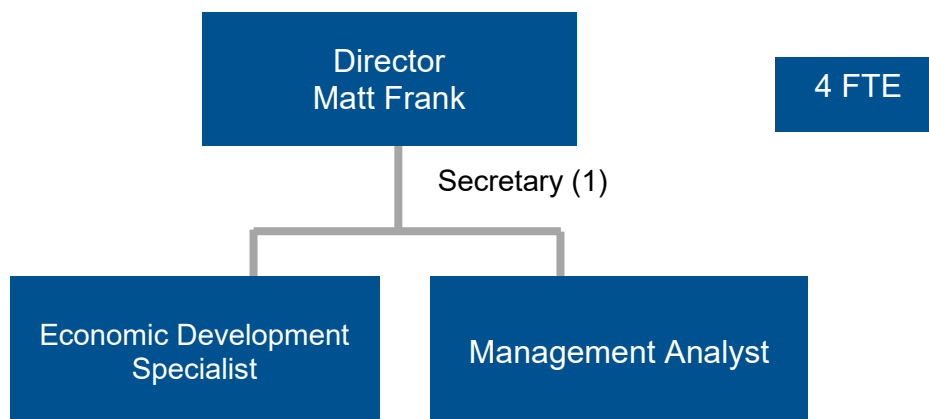 Director
Matt Frank
4 FTE
Secretary (1)
Economic Development
Specialist
Management Analyst